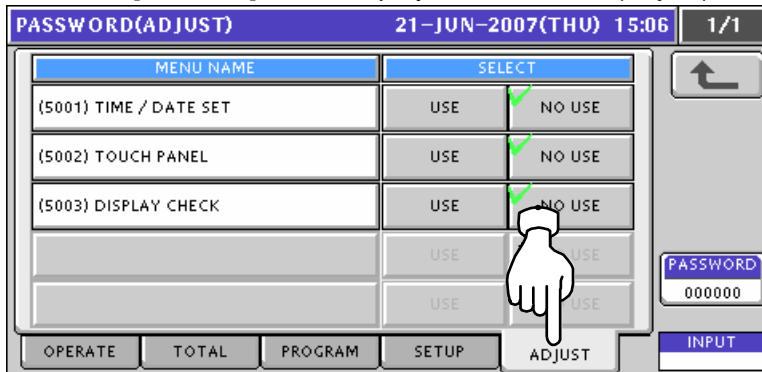 PASSWORD(ADJUST) 21-JUN-2007(THU) 15:06 1/1
MENU NAME SELECT
(5001) TIME / DATE SET USE NO USE
(5002) TOUCH PANEL USE NO USE
(5003) DISPLAY CHECK USE NO USE
USE USE
USE USE
PASSWORD
000000
OPERATE TOTAL PROGRAM SETUP ADJUST
INPUT